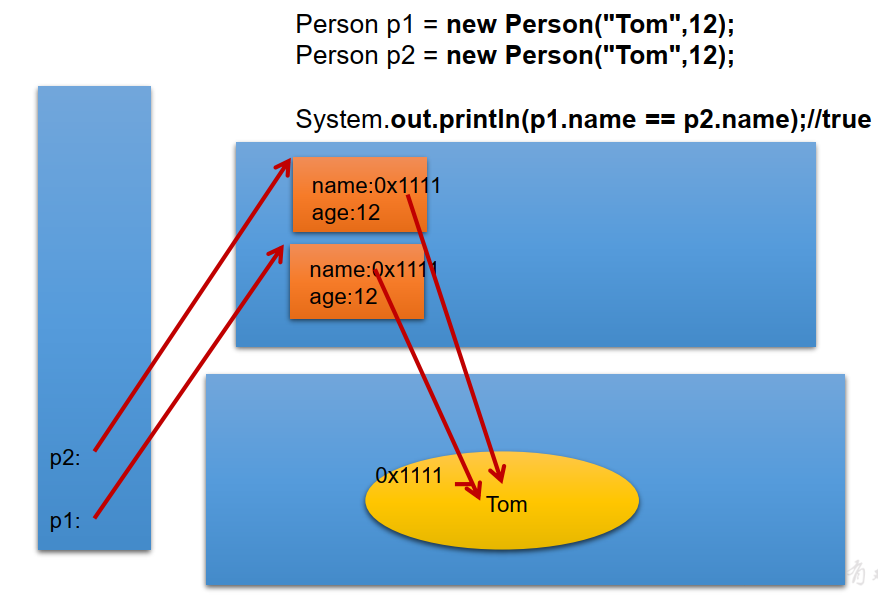 Person p1 = new Person("Tom",12);
Person p2 = new Person("Tom",12);
System.out.println(p1.name == p2.name);//true
name:0x1111
age:12
name:0x1111
age:12
p2:
p1:
0x1111
Tom